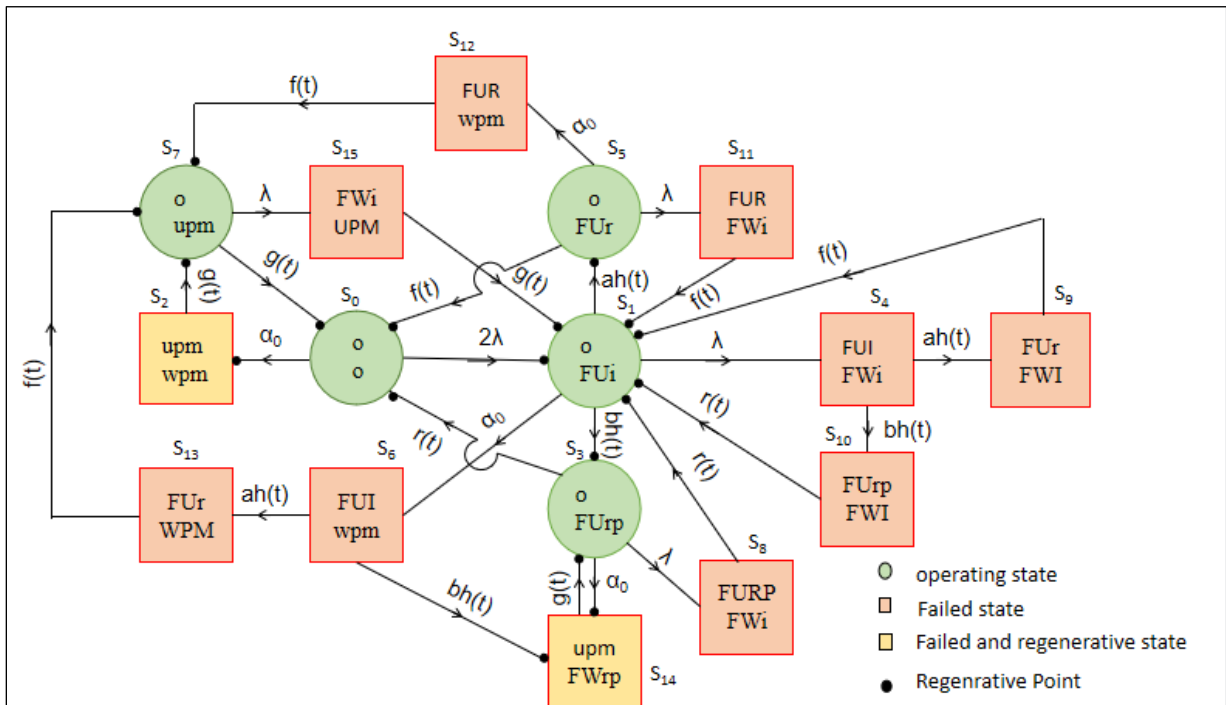 S12
FUR
wpm
f(t)
α0
S7
o
upm
λ
S15
FWi
UPM
S5
o
FUr
λ
S11
FUR
FWi
g(t)
g(t)
f(t)
ah(t)
f(t)
f(t)
g(t)
S2
upm
wpm
α0
S0
o
o
2λ
S1
o
FUi
λ
S4
FUI
FWi
ah(t)
S9
FUr
FWI
f(t)
r(t)
α0
bh(t)
r(t)
bh(t)
S10
FUrp
FWI
S13
FUr
WPM
ah(t)
S6
FUI
wpm
S3
o
FUrp
r(t)
λ
S8
FURP
FWi
bh(t)
g(t)
α0
upm
FWrp
S14
operating state
Failed state
Failed and regenerative state
Regenrative Point